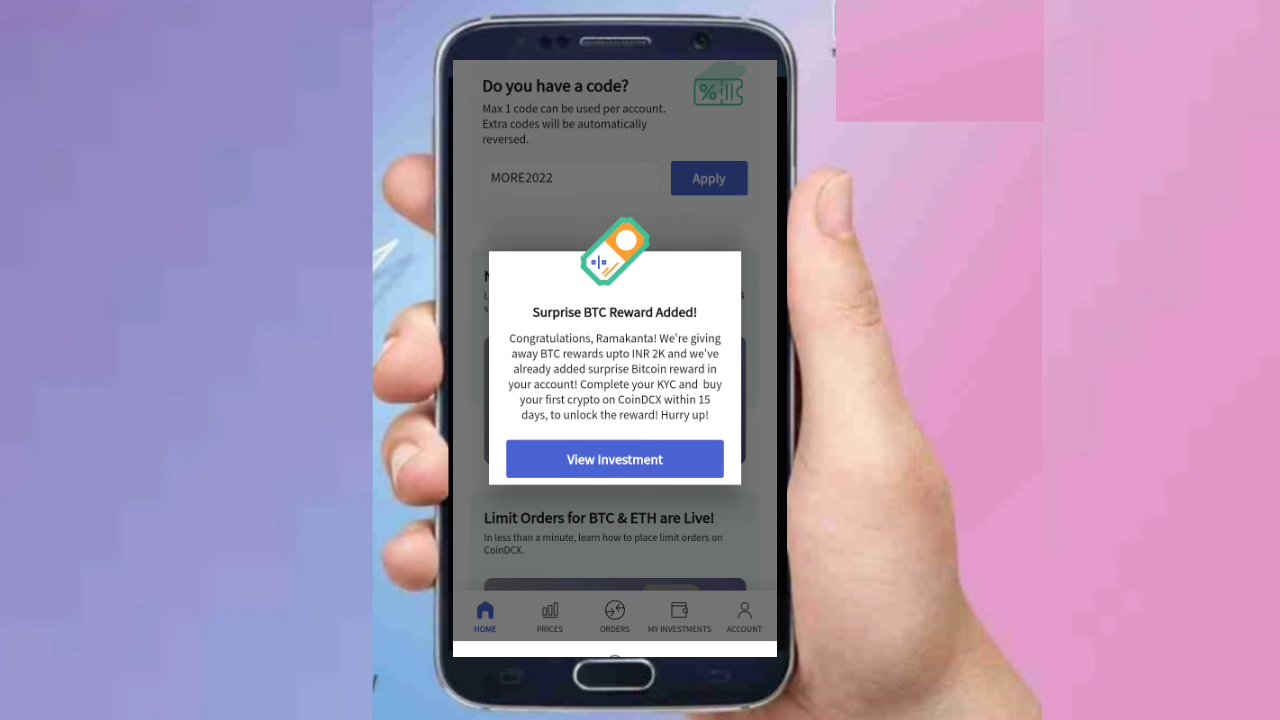 Do you have a code?
Max 1 code can be used per account.
Extra codes will be automatically
reversed.
MORE2022
Apply
Surprise BTC Reward Added!
Congratulations, Ramakanta! We're giving
away BTC rewards upto INR 2K and we've
already added surprise Bitcoin reward in
your account! Complete your KYC and  buy
your first crypto on CoinDCX within 15
days, to unlock the reward! Hurry up!
View Investment
Limit Orders for BTC & ETH are Live!
In less than a minute, learn how to place limit orders on
CoinDCX.
HOME PRICES ORDERS MY INVESTMENTS ACCOUNT